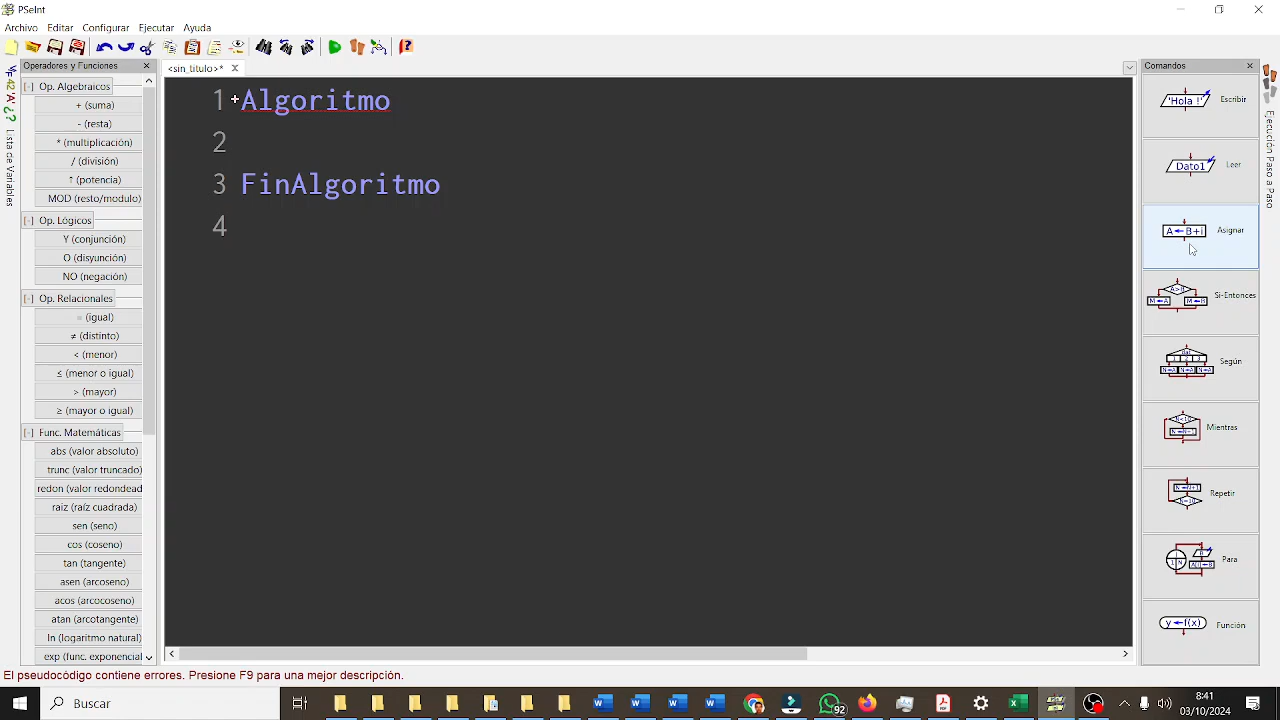 PSeInt
Archivo Editar Configurar Ejecutar Ayuda
Operadores y Funciones
<sin_titulo>*
Comandos
Lista de Variables
Op. Algebraicos
+ (suma)
- (resta)
* (multiplicación)
/ (división)
↑ (potencia)
MOD (resto/modulo)
Op. Lógicos
Y (conjunción)
O (disyunción)
NO (negación)
Op. Relacionales
= (igual)
≠ (distinto)
< (menor)
≤ (menor o igual)
> (mayor)
≥ (mayor o igual)
Func. Matemáticas
abs (valor absoluto)
trunc (valor truncado)
redon (valor redondead
raiz (raíz cuadrada)
sen (seno)
cos (coseno)
tan (tangente)
asen (arcoseno)
acos (arcocoseno)
atan (arcotangente)
ln (logaritmo natural)
exp (func. exponencial
1 Algoritmo
2
3 FinAlgoritmo
4
'Hola !' Escribir
Dato1 Leer
A B+i Asignar
Si-Entonces
Según
Mientras
Repetir
Para
y f(x) Función
Ejecución Paso a Paso
El pseudocódigo contiene errores. Presione F9 para una mejor descripción.
Buscar
92
8:41
03/10/2024